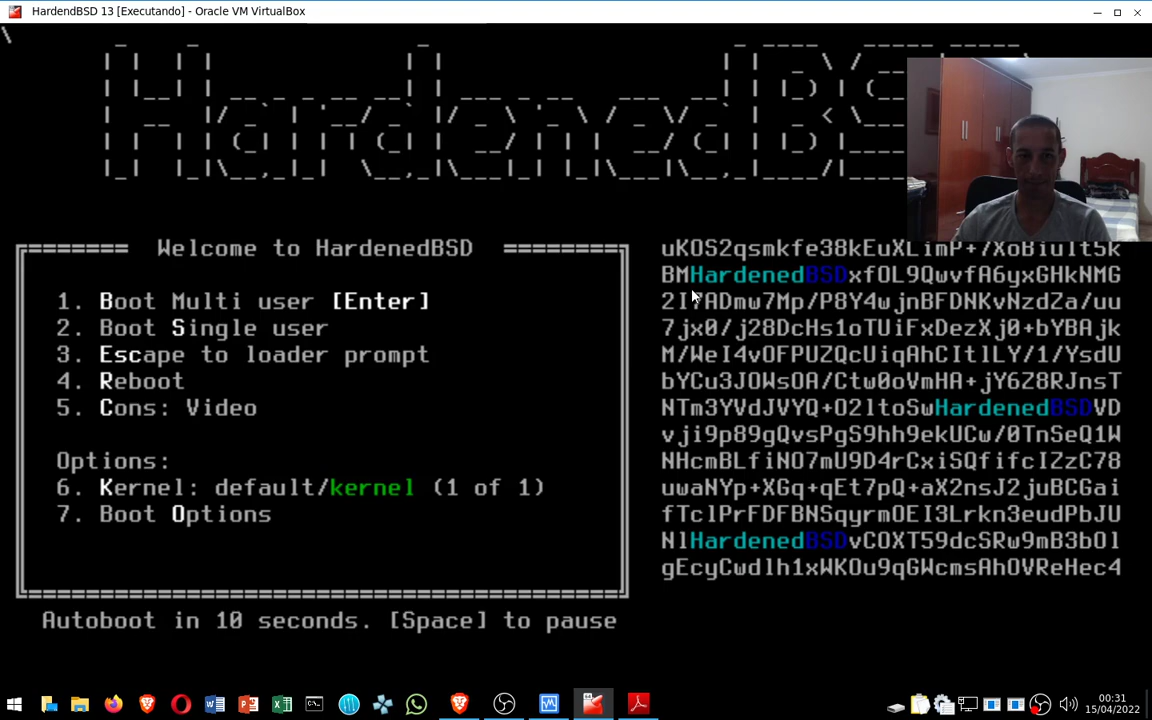 HardendBSD 13 [Executando] - Oracle VM VirtualBox
\
HardenedBSD
Welcome to HardenedBSD
1. Boot Multi user [Enter]
2. Boot Single user
3. Escape to loader prompt
4. Reboot
5. Cons: Video
Options:
6. Kernel: default/kernel (1 of 1)
7. Boot Options
Autoboot in 10 seconds. [Space] to pause
uKOS2qsmkfe38kEuXLimP+7XoBiult5k
BMHardenedBSDxfOL9QwvfA6yxGHkNMG
7jx0/j28DcHs1oTUiFxDezXj0+bYBAjk
M/WeI4vOFPUZQcUiqAhCItlLY/1/YsdU
bYCu3JOWsOA/Ctw0oVmHA+jY6Z8RJnsT
NTm3YVdJVYQ+O2ltoSwHardenedBSDVD
vji9p89gQvsPgS9hh9ekUCw/0TnSeQ1W
NHcmBLfiNO7mU9D4rCxiSQfifcIZzC78
uwaNYp+XGq+qEt7pQ+aX2nsJ2juBCGai
fTclPrFDFBNSqyrmOEI3Lrkn3eudPbJU
NlHardenedBSDvCOXT59dcSRw9mB3bOl
gEcyCwdlh1xWKOu9qGWcmsAhOVReHec4
00:31
15/04/2022